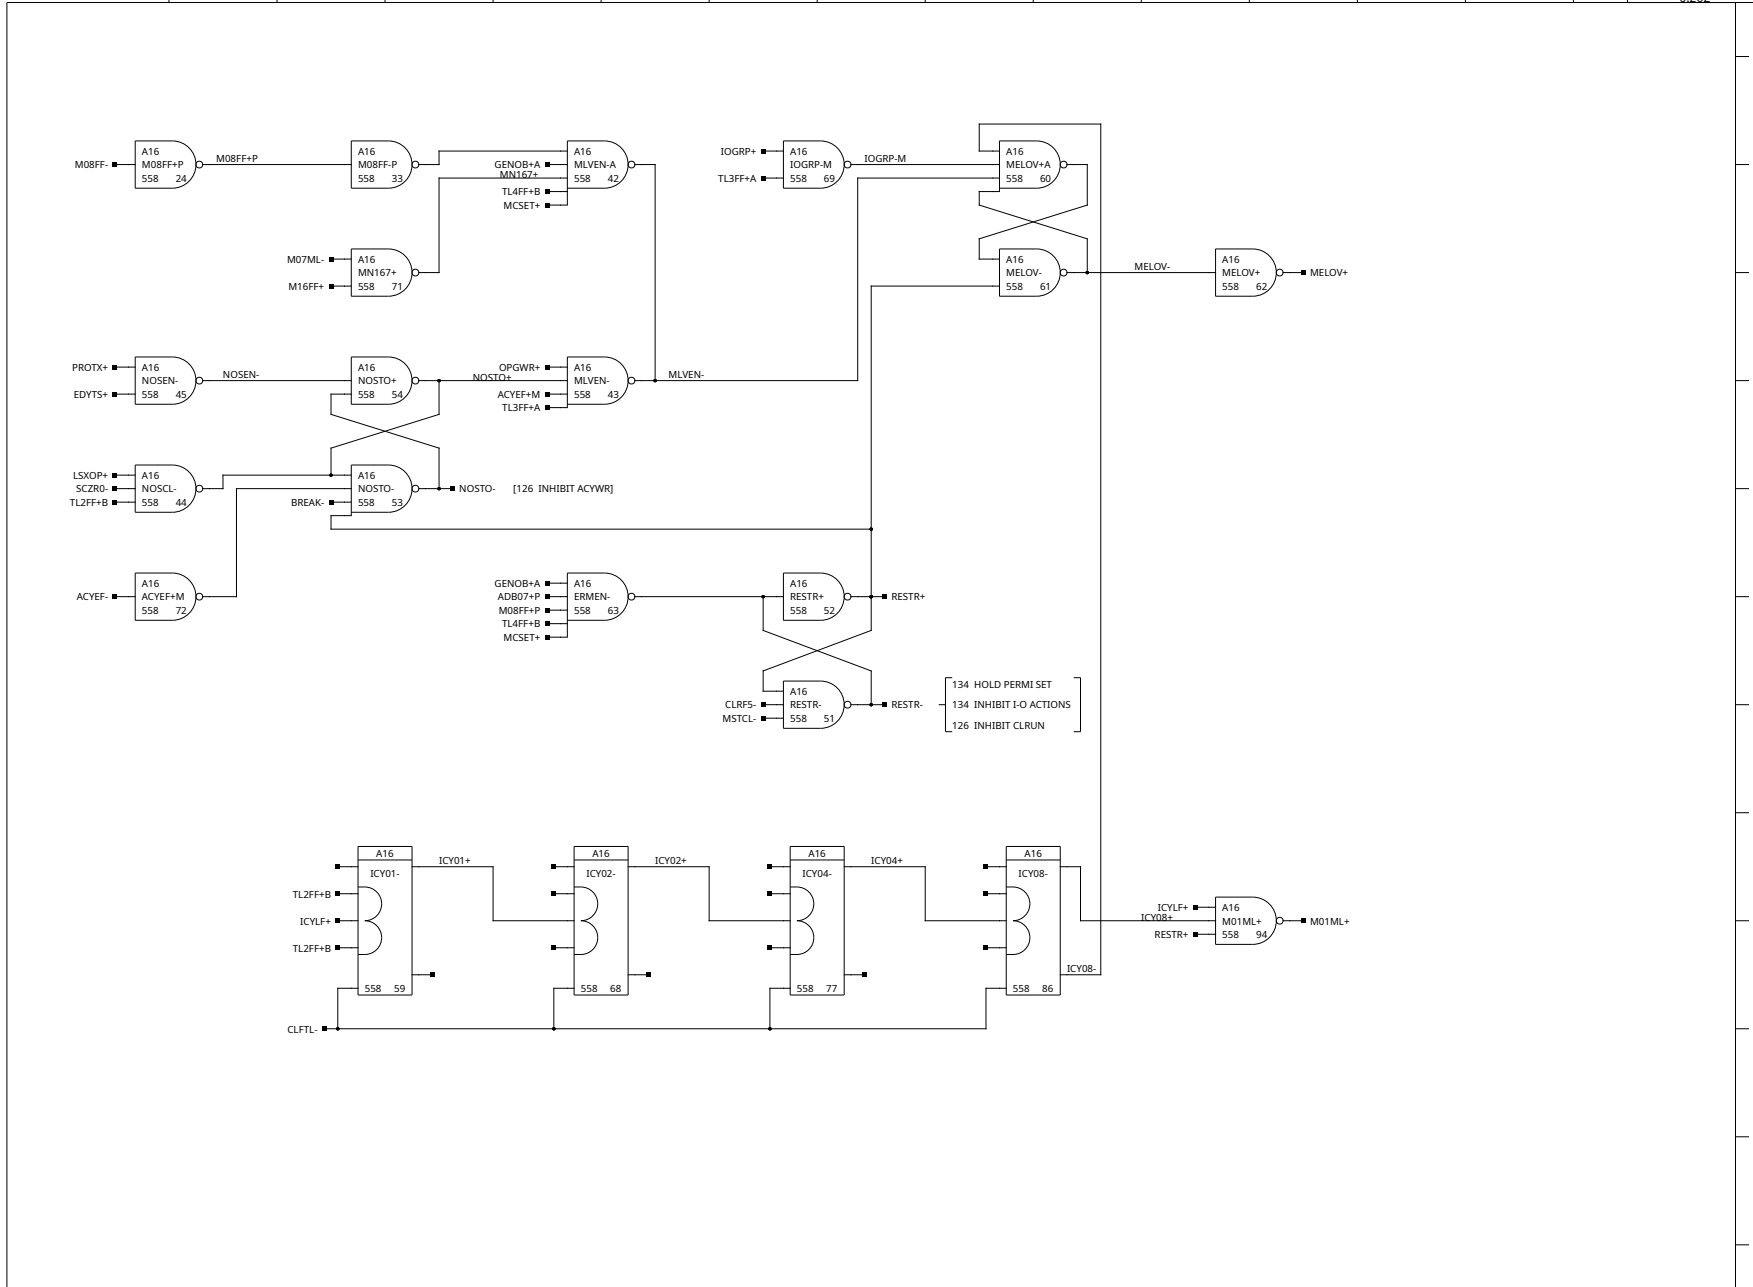 A16
M08FF- M08FF+P
558 24
M08FF+P
A16
M08FF-P
558 33
A16
GENOB+A MLVEN-A
MN167+
558 42
TL4FF+B
MCSET+
IOGRP+ A16
IOGRP-M
TL3FF+A 558 69
IOGRP-M
A16
MELOV+A
558 60
M07ML- A16
MN167+
M16FF+ 558 71
A16
MELOV-
558 61
MELOV-
A16
MELOV+
558 62
MELOV+
PROTX+ A16
NOSEN-
EDYTS+ 558 45
NOSEN-
A16
NOSTO+
558 54
NOSTO+
OPGWR+ A16
MLVEN-
ACYEF+M 558 43
TL3FF+A
MLVEN-
LSXOP+ A16
SCZR0- NOSCL-
TL2FF+B 558 44
A16
NOSTO-
BREAK- 558 53
NOSTO- [126 INHIBIT ACYWR]
A16
ACYEF- ACYEF+M
558 72
GENOB+A A16
ADB07+P ERMEN-
M08FF+P 558 63
TL4FF+B
MCSET+
A16
RESTR+
558 52
RESTR+
A16
CLRF5- RESTR-
MSTCL- 558 51
RESTR-
134 HOLD PERMI SET
134 INHIBIT I-O ACTIONS
126 INHIBIT CLRUN
A16
ICY01-
TL2FF+B
ICYLF+
TL2FF+B
558 59
ICY01+
A16
ICY02-
558 68
ICY02+
A16
ICY04-
558 77
ICY04+
A16
ICY08-
558 86
ICY08+
ICY08-
ICYLF+ A16
M01ML+
RESTR+ 558 94
M01ML+
CLFTL-